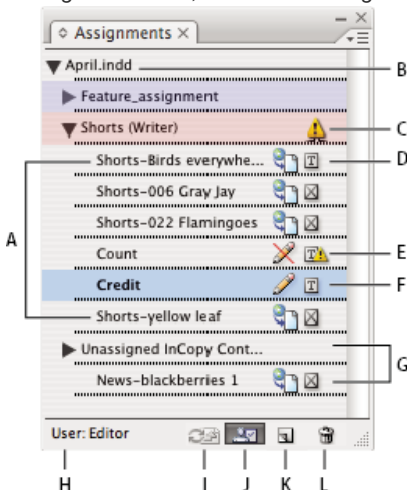 Assignments ×
April.indd
B
Feature_assignment
Shorts (Writer)
C
Shorts-Birds everywhe...
D
Shorts-006 Gray Jay
A
Shorts-022 Flamingoes
Count
E
Credit
F
Shorts-yellow leaf
Unassigned InCopy Cont...
G
News-blackberries 1
User: Editor
H I J K L